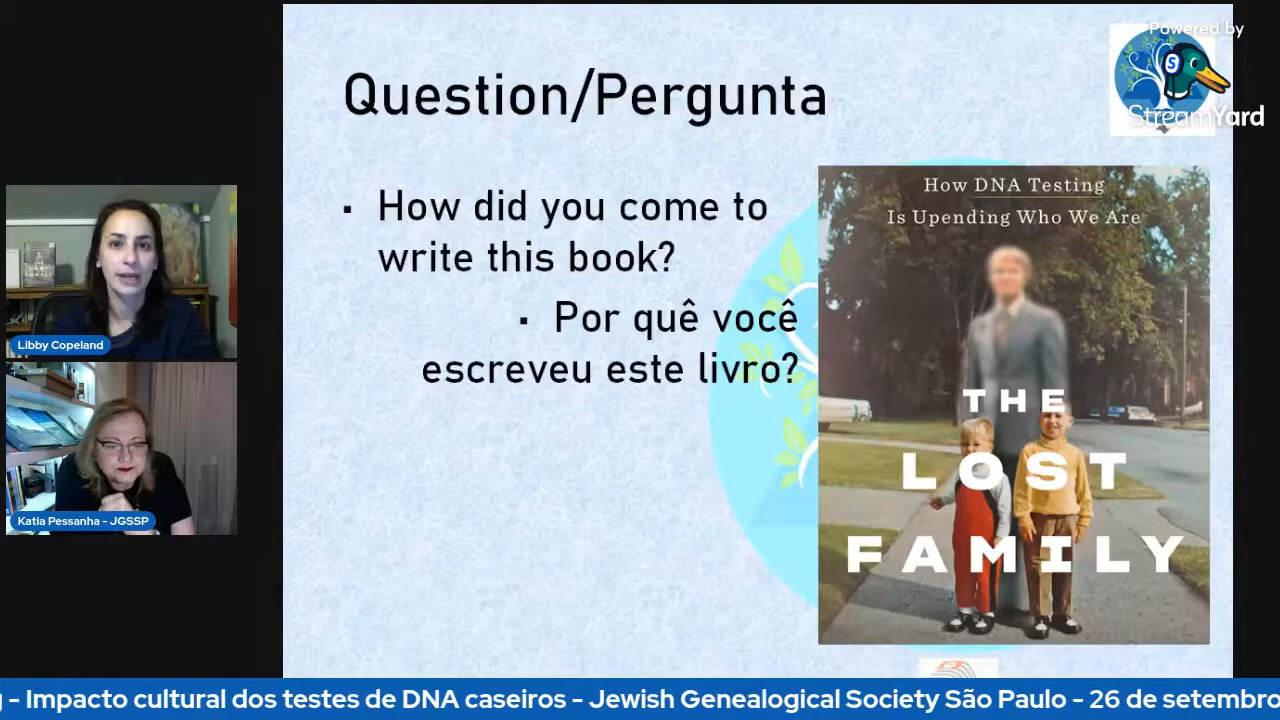 Powered by
StreamYard
Question/Pergunta
▪ How did you come to
write this book?
▪ Por quê você
escreveu este livro?
How DNA Testing
Is Upending Who We Are
THE
LOST
FAMILY
Libby Copeland
Katia Pessanha - JGSSP
- Impacto cultural dos testes de DNA caseiros - Jewish Genealogical Society São Paulo - 26 de setembro